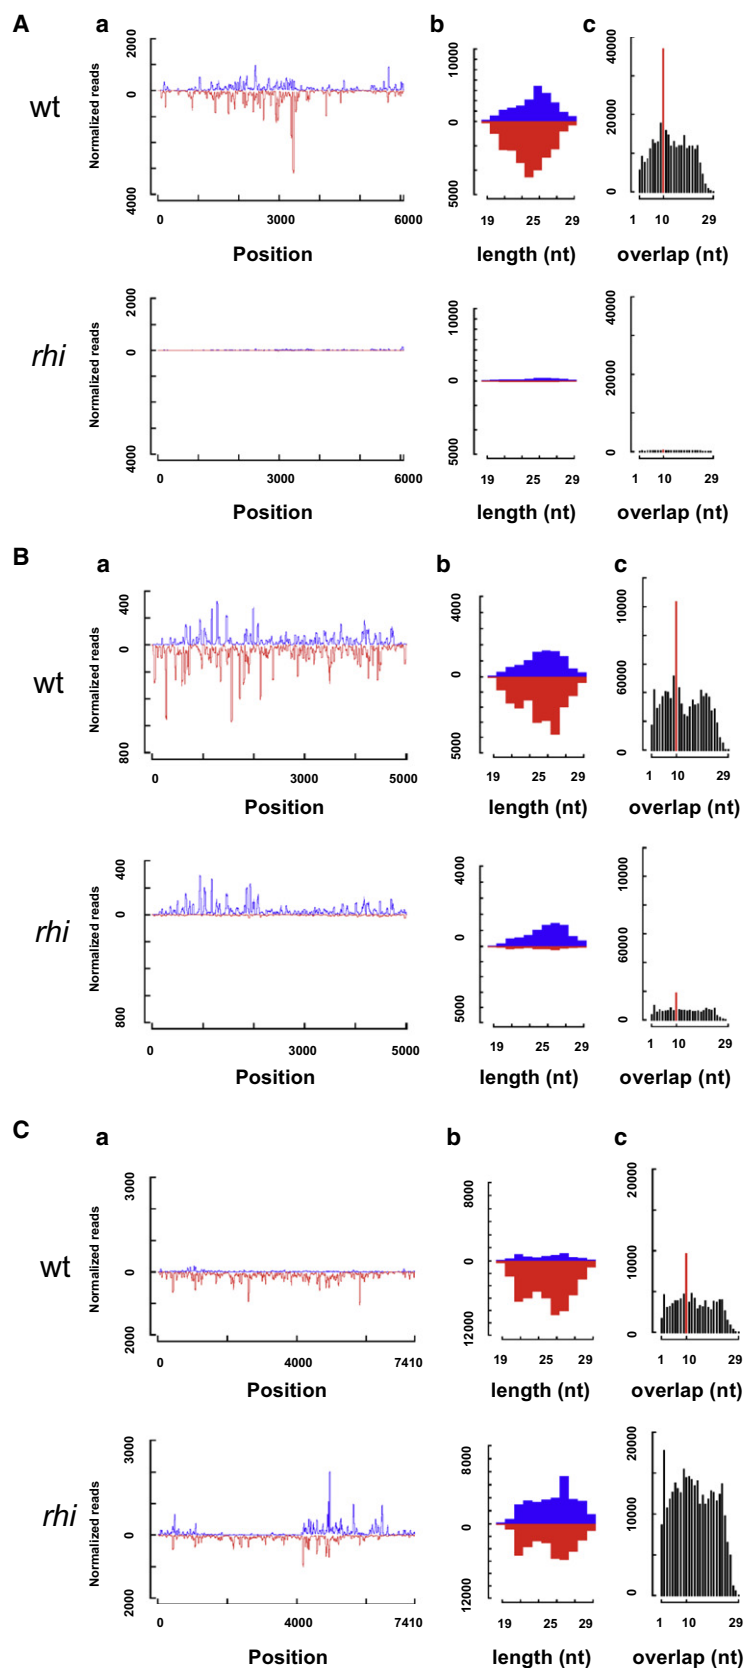 A
a
b
c
wt
Normalized reads
2000
0
4000
0
3000
6000
Position
10000
0
5000
19
25
29
length (nt)
40000
20000
0
1
10
29
overlap (nt)
rhi
Normalized reads
2000
0
4000
0
3000
6000
Position
10000
0
5000
19
25
29
length (nt)
40000
20000
0
1
10
29
overlap (nt)
B
a
b
c
wt
Normalized reads
400
0
800
0
3000
5000
Position
4000
0
5000
19
25
29
length (nt)
10000
60000
0
1
10
29
overlap (nt)
rhi
Normalized reads
400
0
800
0
3000
5000
Position
4000
0
5000
19
25
29
length (nt)
12000
60000
0
1
10
29
overlap (nt)
C
a
b
c
wt
Normalized reads
3000
0
2000
0
4000
7410
Position
8000
0
12000
19
25
29
length (nt)
20000
10000
0
1
10
29
overlap (nt)
rhi
Normalized reads
3000
0
2000
0
4000
7410
Position
8000
0
12000
19
25
29
length (nt)
20000
10000
0
1
10
29
overlap (nt)